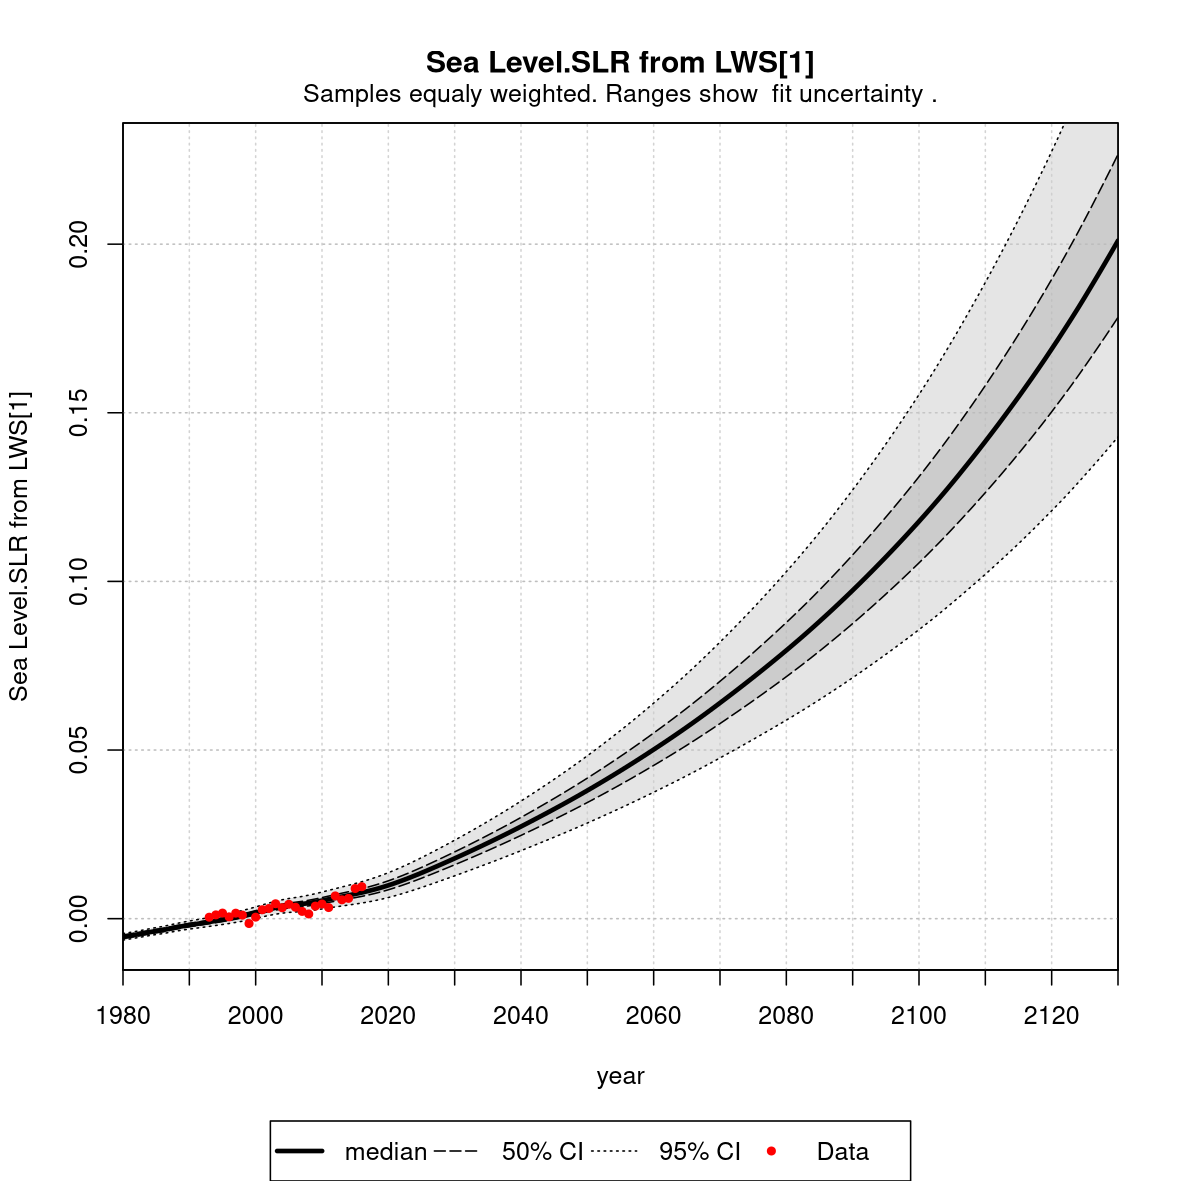 Sea Level.SLR from LWS[1]
Samples equaly weighted. Ranges show  fit uncertainty .
Sea Level.SLR from LWS[1]
0.20
0.15
0.10
0.05
0.00
1980 2000 2020 2040 2060 2080 2100 2120
year
median 50% CI 95% CI Data